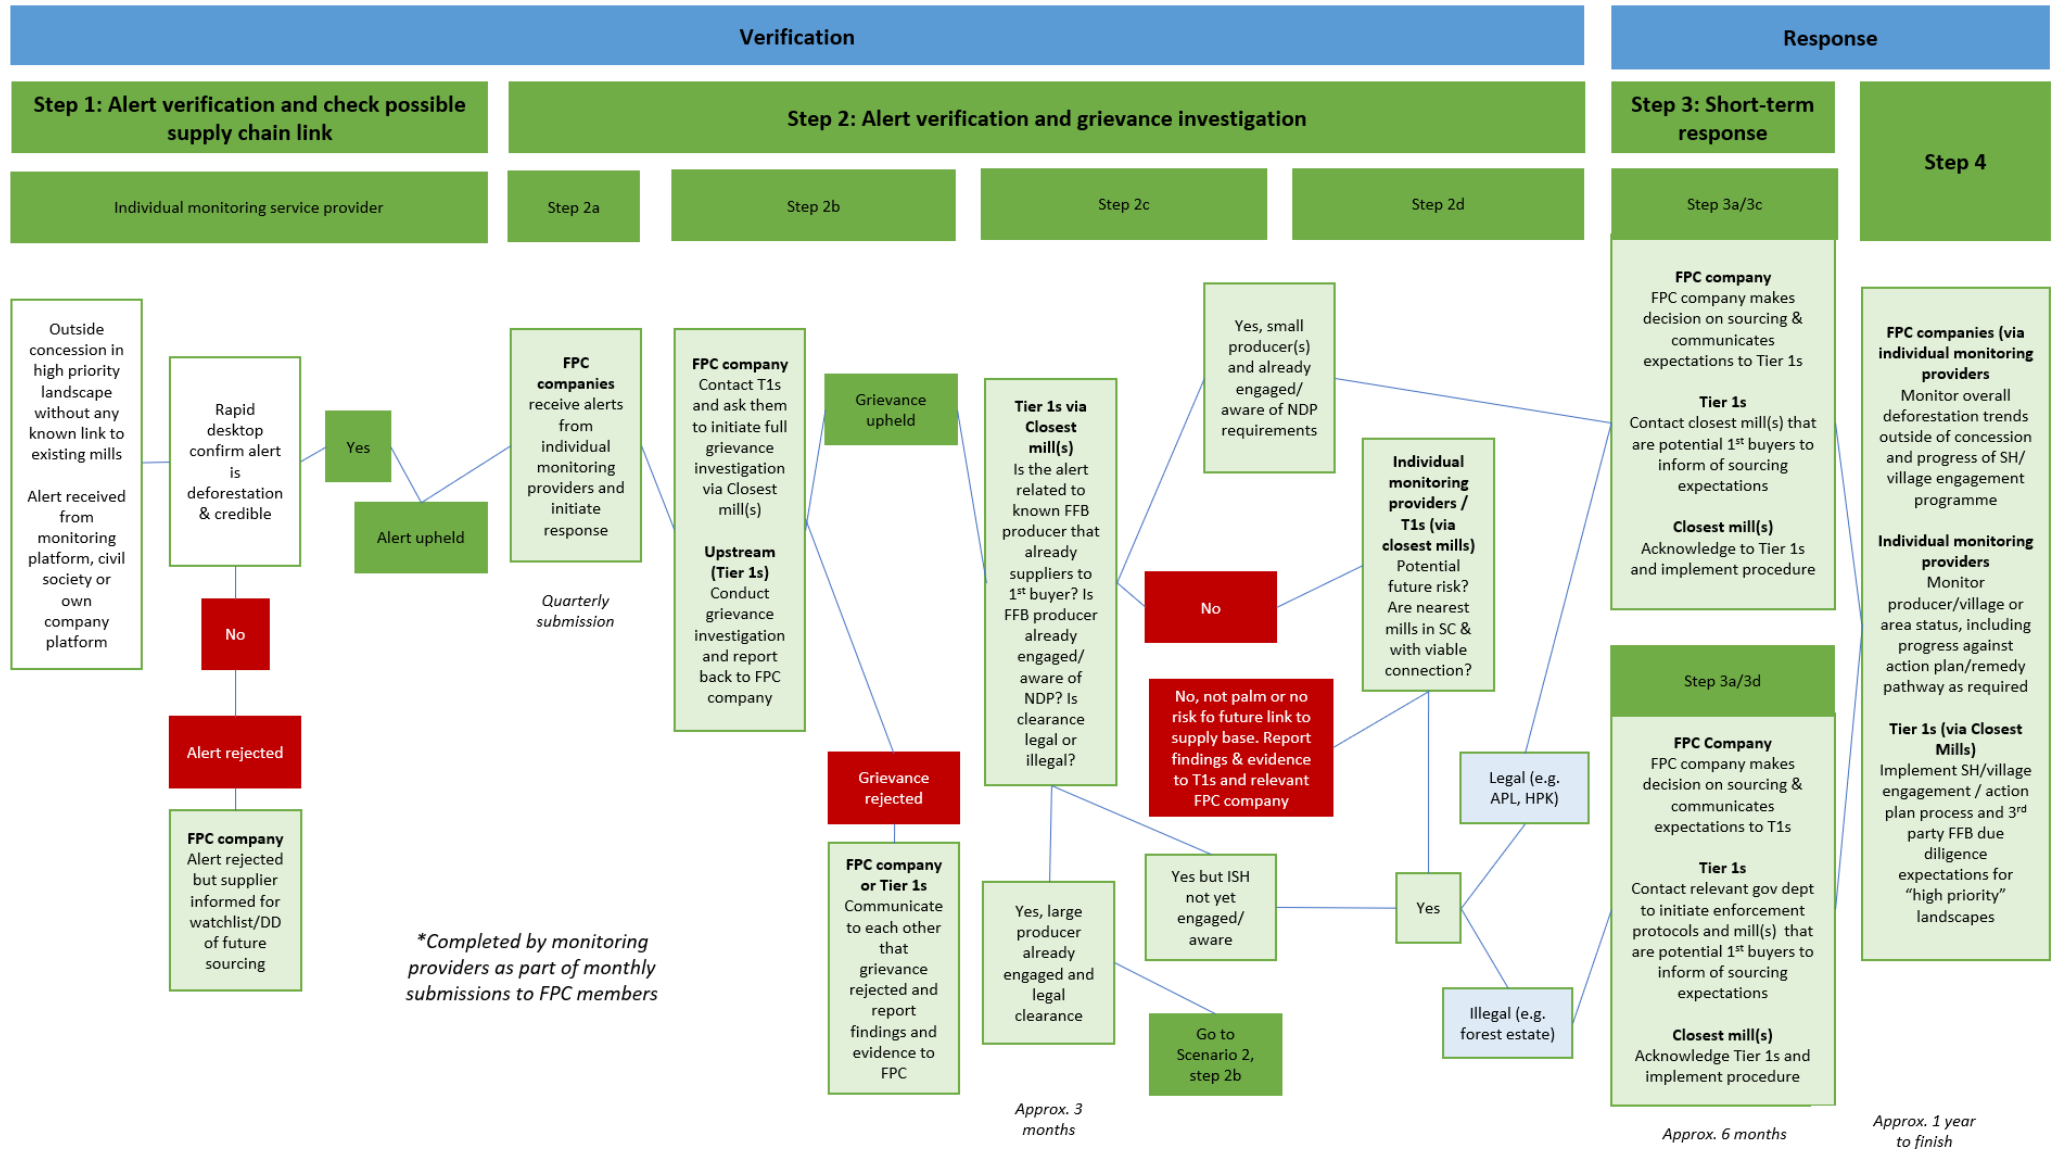 Verification
Response
Step 1: Alert verification and check possible
supply chain link
Step 2: Alert verification and grievance investigation
Step 3: Short-term
response
Step 4
Individual monitoring service provider
Step 2a
Step 2b
Step 2c
Step 2d
Step 3a/3c
Outside
concession in
high priority
landscape
without any
known link to
existing mills
Alert received
from
monitoring
platform, civil
society or
own
company
platform
Rapid
desktop
confirm alert
is
deforestation
& credible
Yes
Alert upheld
No
Alert rejected
FPC company
Alert rejected
but supplier
informed for
watchlist/DD
of future
sourcing
*Completed by monitoring
providers as part of monthly
submissions to FPC members
FPC
companies
receive alerts
from
individual
monitoring
providers and
initiate
response
Quarterly
submission
FPC company
Contact T1s
and ask them
to initiate full
grievance
investigation
via Closest
mill(s)
Upstream
(Tier 1s)
Conduct
grievance
investigation
and report
back to FPC
company
Grievance
upheld
Grievance
rejected
FPC company
or Tier 1s
Communicate
to each other
that
grievance
rejected and
report
findings and
evidence to
FPC
Tier 1s via
Closest
mill(s)
Is the alert
related to
known FFB
producer that
already
suppliers to
1st buyer? Is
FFB producer
already
engaged/
aware of
NDP? Is
clearance
legal or
illegal?
Yes, large
producer
already
engaged and
legal
clearance
Approx. 3
months
Yes, small
producer(s)
and already
engaged/
aware of NDP
requirements
No
No, not palm or no
risk fo future link to
supply base. Report
findings & evidence
to T1s and relevant
FPC company
Yes but ISH
not yet
engaged/
aware
Go to
Scenario 2,
step 2b
Individual
monitoring
providers /
T1s (via
closest mills)
Potential
future risk?
Are nearest
mills in SC &
with viable
connection?
Yes
Legal (e.g.
APL, HPK)
Illegal (e.g.
forest estate)
FPC company
FPC company makes
decision on sourcing &
communicates
expectations to Tier 1s
Tier 1s
Contact closest mill(s) that
are potential 1st buyers to
inform of sourcing
expectations
Closest mill(s)
Acknowledge to Tier 1s
and implement procedure
Step 3a/3d
FPC Company
FPC company makes
decision on sourcing &
communicates
expectations to T1s
Tier 1s
Contact relevant gov dept
to initiate enforcement
protocols and mill(s) that
are potential 1st buyers to
inform of sourcing
expectations
Closest mill(s)
Acknowledge Tier 1s and
implement procedure
Approx. 6 months
FPC companies (via
individual monitoring
providers
Monitor overall
deforestation trends
outside of concession
and progress of SH/
village engagement
programme
Individual monitoring
providers
Monitor
producer/village or
area status, including
progress against
action plan/remedy
pathway as required
Tier 1s (via Closest
Mills)
Implement SH/village
engagement / action
plan process and 3rd
party FFB due
diligence
expectations for
“high priority”
landscapes
Approx. 1 year
to finish